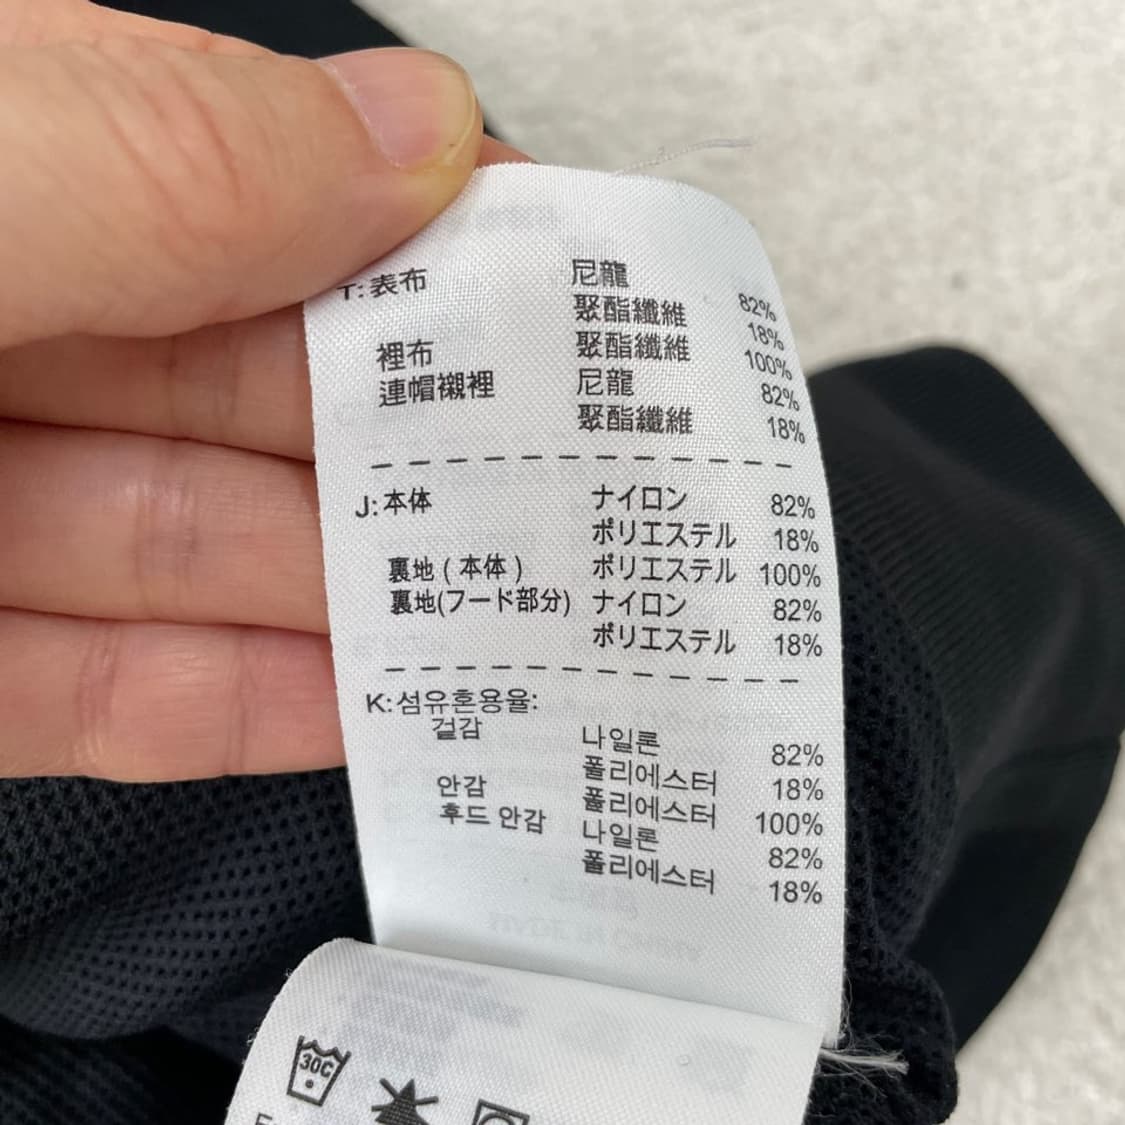 T: 表布 尼龍 82%
聚酯纖維 18%
裡布 聚酯纖維 100%
連帽襯裡 尼龍 82%
聚酯纖維 18%
J: 本体 ナイロン 82%
ポリエステル 18%
裏地 ( 本体 ) ポリエステル 100%
裏地(フード部分) ナイロン 82%
ポリエステル 18%
K: 섬유혼용율:
겉감 나일론 82%
폴리에스터 18%
안감 폴리에스터 100%
후드 안감 나일론 82%
폴리에스터 18%
30C